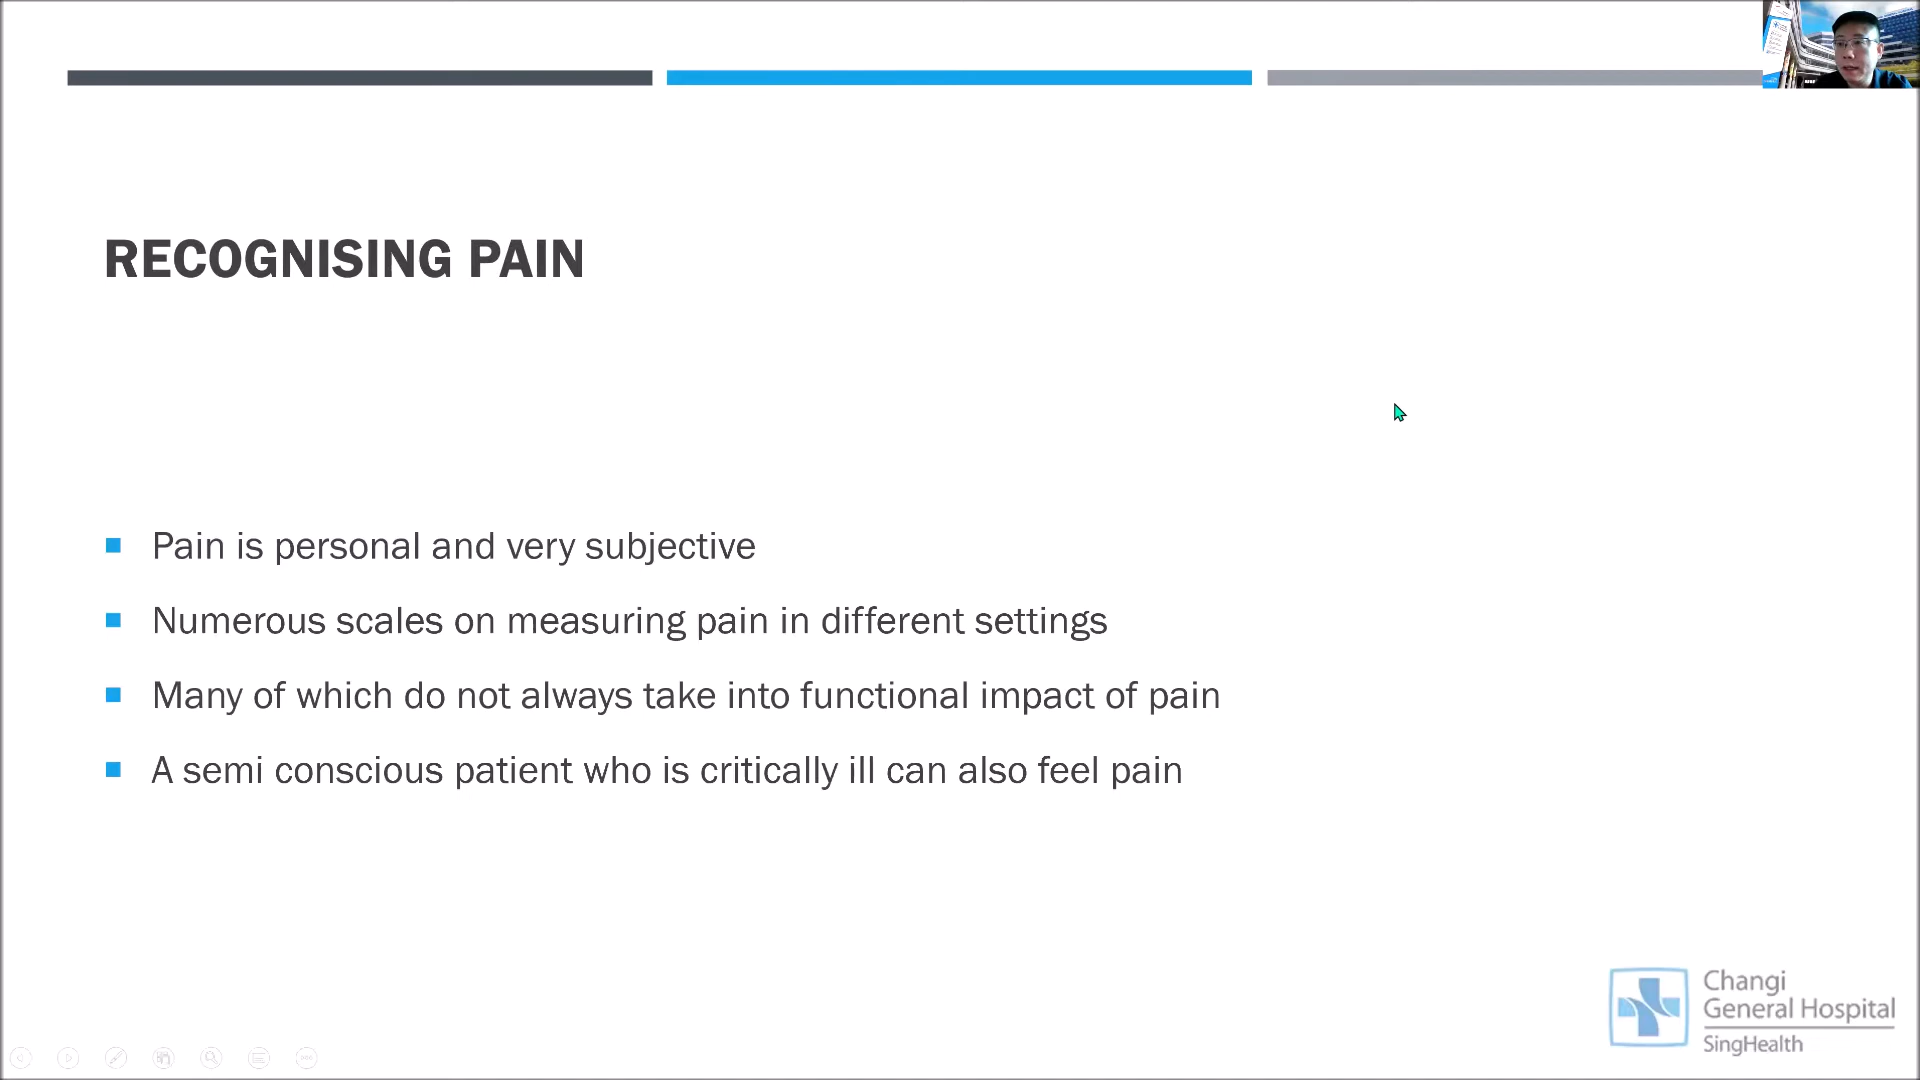 RECOGNISING PAIN
Pain is personal and very subjective
Numerous scales on measuring pain in different settings
Many of which do not always take into functional impact of pain
A semi conscious patient who is critically ill can also feel pain
Changi
General Hospital
SingHealth